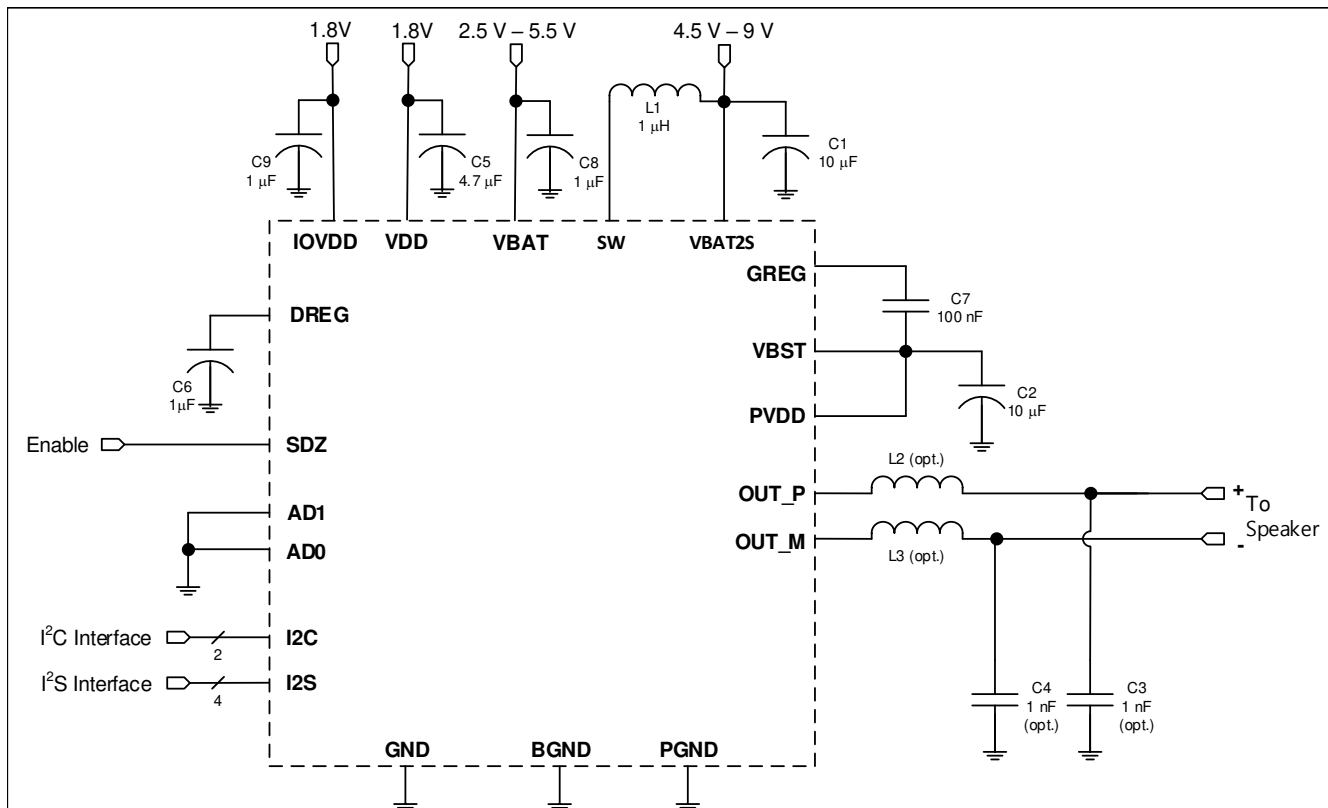 1.8V
1.8V
2.5 V – 5.5 V
4.5 V – 9 V
L1
1 μH
C9
1 μF
C5
4.7 μF
C8
1 μF
C1
10 μF
IOVDD
VDD
VBAT
SW
VBAT2S
GREG
C7
100 nF
DREG
VBST
C6
1μF
C2
10 μF
PVDD
Enable
SDZ
L2 (opt.)
OUT_P
+
To
Speaker
-
AD1
AD0
OUT_M
L3 (opt.)
I²C Interface
2
I2C
I²S Interface
4
I2S
C4
1 nF
(opt.)
C3
1 nF
(opt.)
GND
BGND
PGND